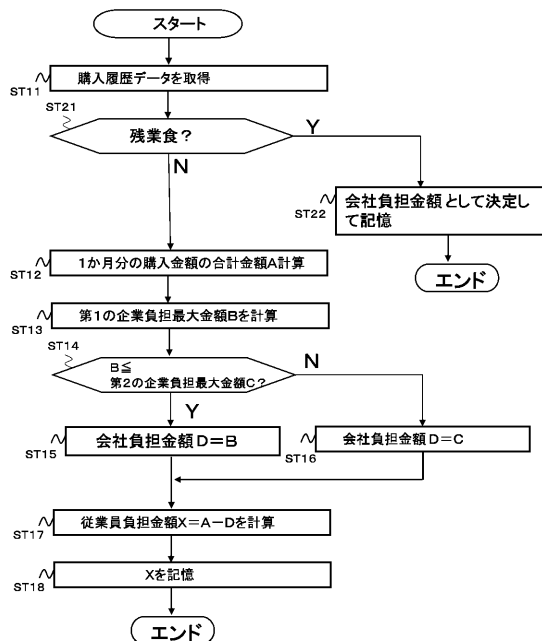 スタート
購入履歴データを取得
ST11
ST21
残業食？
Y
N
会社負担金額として決定し
て記憶
ST22
エンド
1か月分の購入金額の合計金額A計算
ST12
第1の企業負担最大金額Bを計算
ST13
ST14
B≦
第2の企業負担最大金額C？
N
Y
会社負担金額D＝B
ST15
会社負担金額D＝C
ST16
従業員負担金額X＝A－Dを計算
ST17
Xを記憶
ST18
エンド